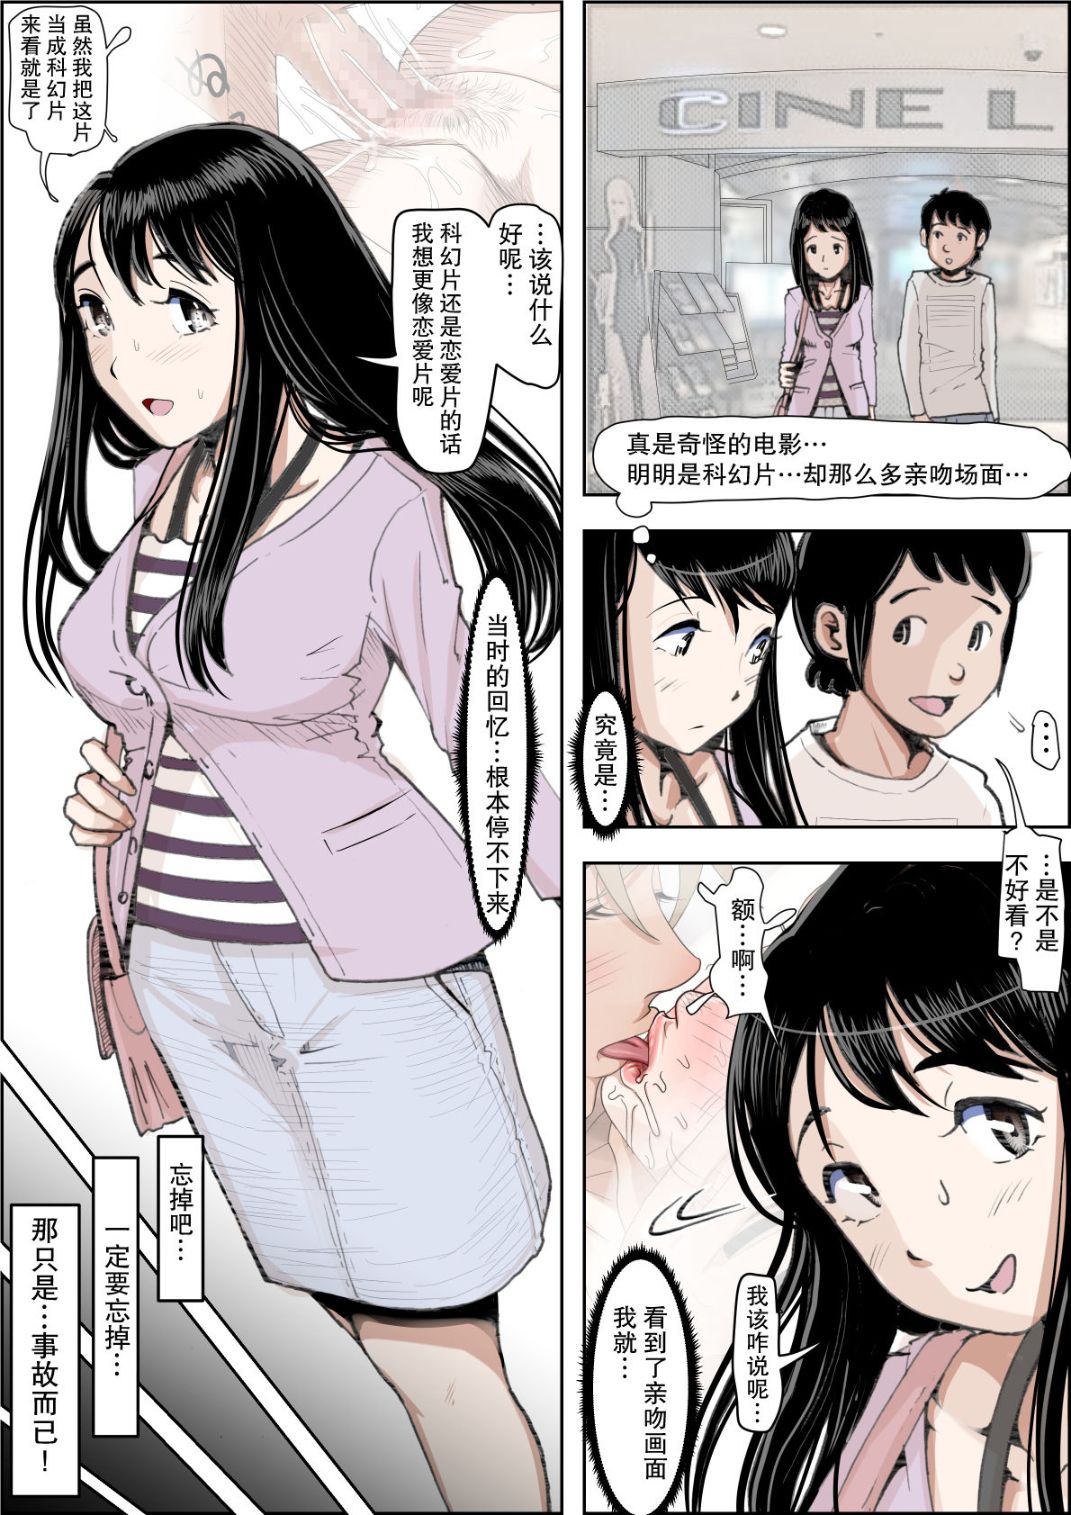 CINE L
真是奇怪的电影…
明明是科幻片…却那么多亲吻场面…
究竟是…
…
…是不是
不好看？
额…啊…
我该咋说呢…
看到了亲吻画面
我就…
…该说什么
好呢…
科幻片还是恋爱片的话
我想更像恋爱片呢
虽然我把这片
当成科幻片
来看就是了
当时的回忆…根本停不下来
忘掉吧…
一定要忘掉…
那只是…事故而已！